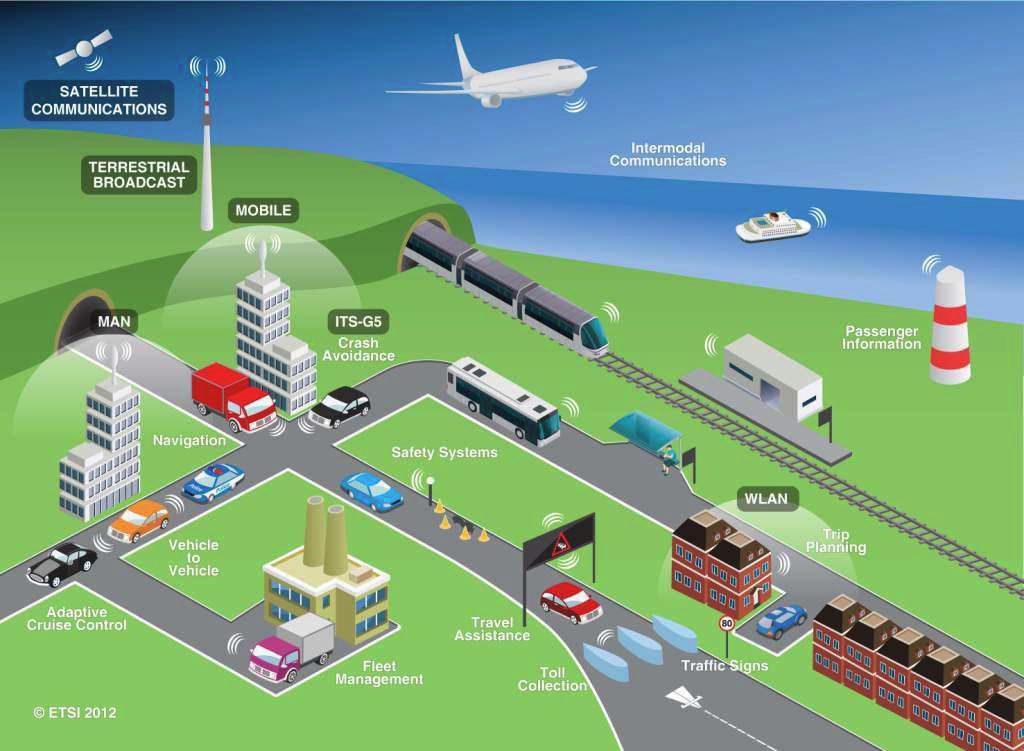 SATELLITE
COMMUNICATIONS
TERRESTRIAL
BROADCAST
Intermodal
Communications
MOBILE
MAN
ITS-G5
Crash
Avoidance
Passenger
Information
Navigation
Safety Systems
WLAN
Trip
Planning
Vehicle
to
Vehicle
Adaptive
Cruise Control
Travel
Assistance
80
Fleet
Management
Toll
Collection
Traffic Signs
© ETSI 2012